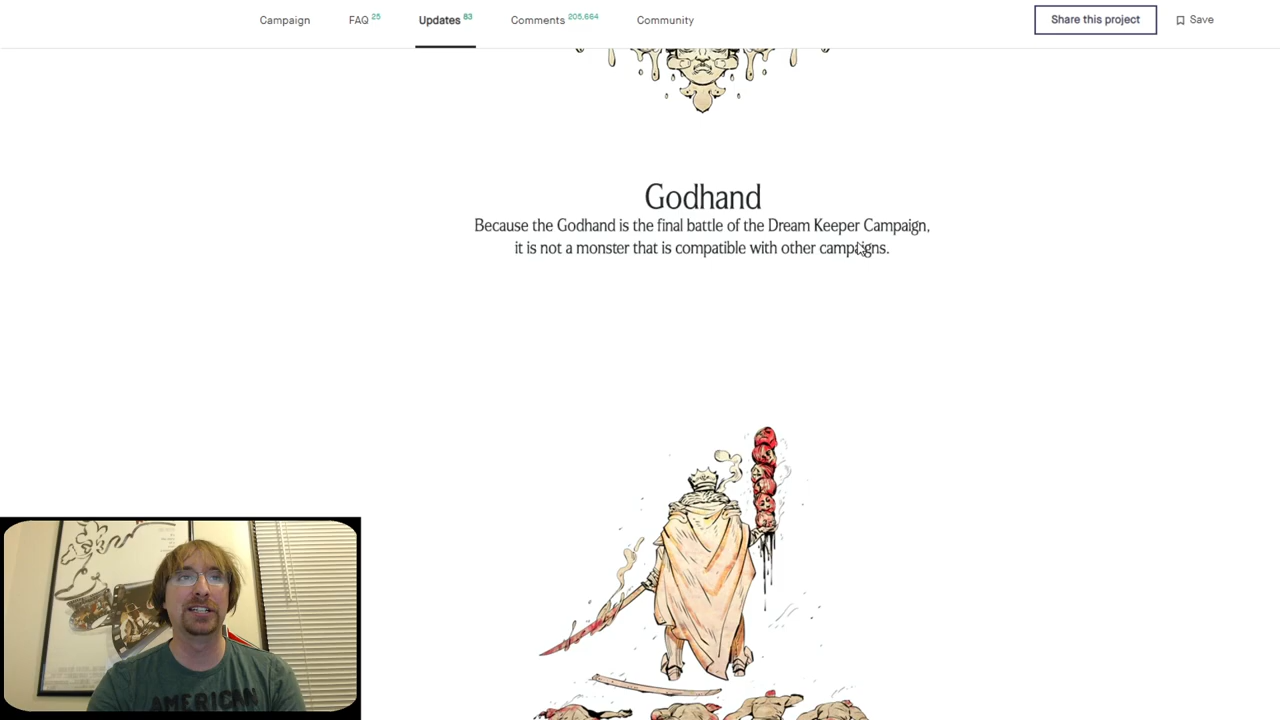 Campaign FAQ 25 Updates 83 Comments 205,664 Community Share this project Save
Godhand
Because the Godhand is the final battle of the Dream Keeper Campaign,
it is not a monster that is compatible with other campaigns.
AMERICAN